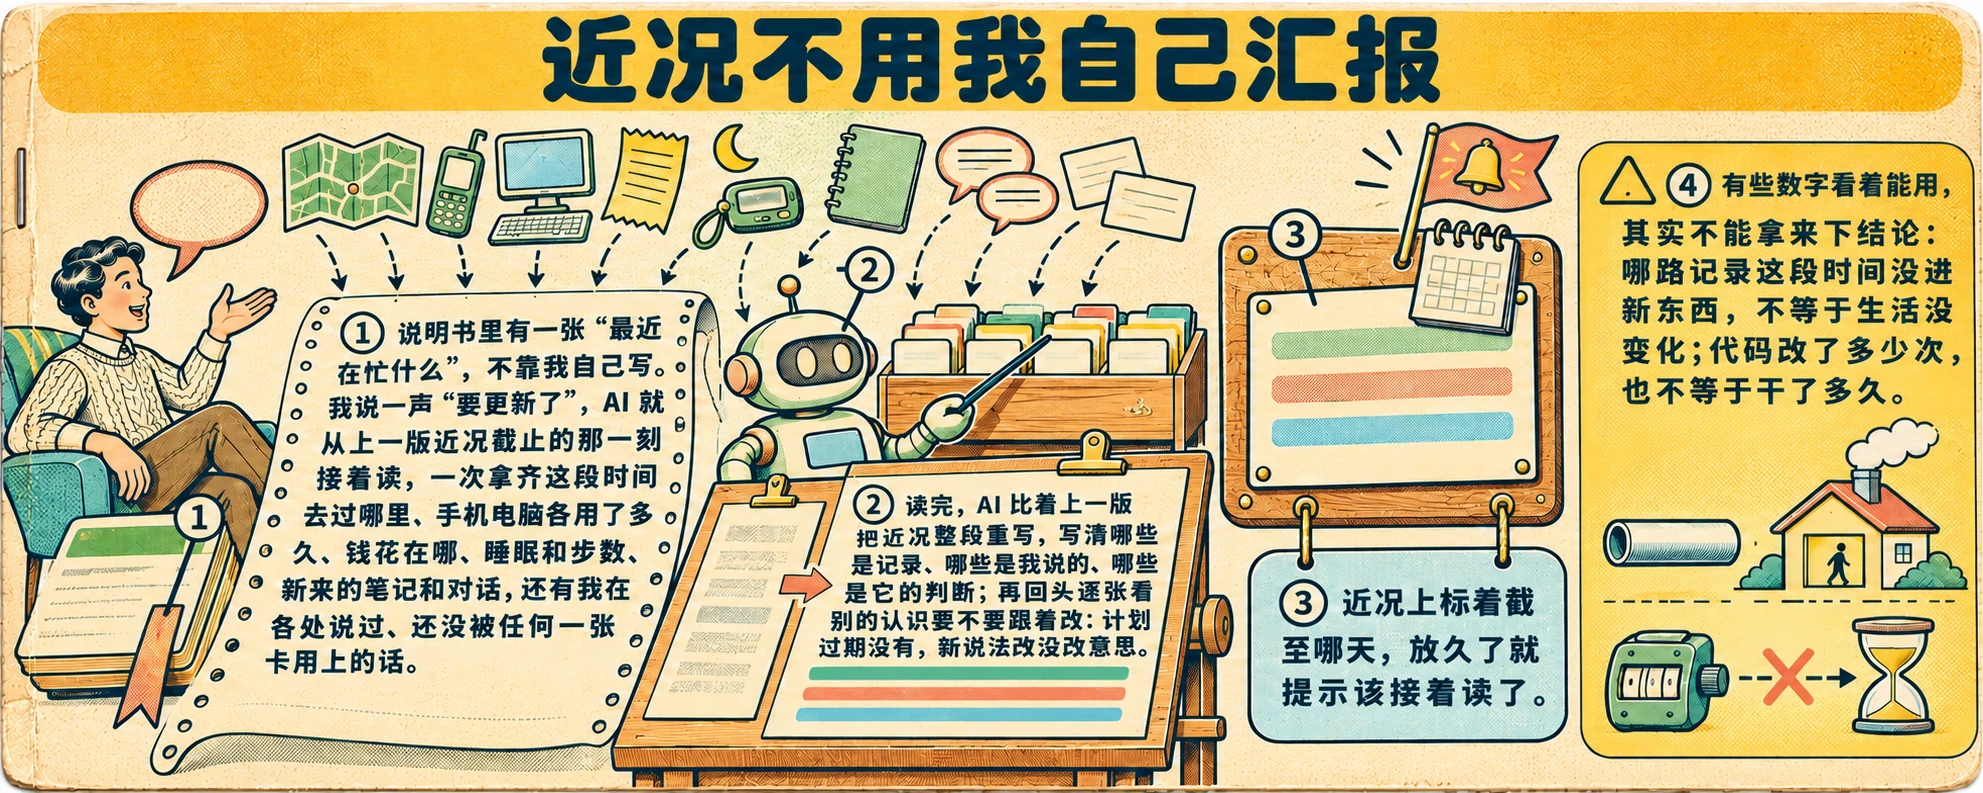 近况不用我自己汇报
① 说明书里有一张“最近
在忙什么”，不靠我自己写。
我说一声“要更新了”，AI 就
从上一版近况截止的那一刻
接着读，一次拿齐这段时间
去过哪里、手机电脑各用了多
久、钱花在哪、睡眠和步数、
新来的笔记和对话，还有我在
各处说过、还没被任何一张
卡用上的话。
1
2
② 读完，AI 比着上一版
把近况整段重写，写清哪些
是记录、哪些是我说的、哪些
是它的判断；再回头逐张看
别的认识要不要跟着改：计划
过期没有，新说法改没改意思。
3
③ 近况上标着截
至哪天，放久了就
提示该接着读了。
④ 有些数字看着能用，
其实不能拿来下结论：
哪路记录这段时间没进
新东西，不等于生活没
变化；代码改了多少次，
也不等于干了多久。